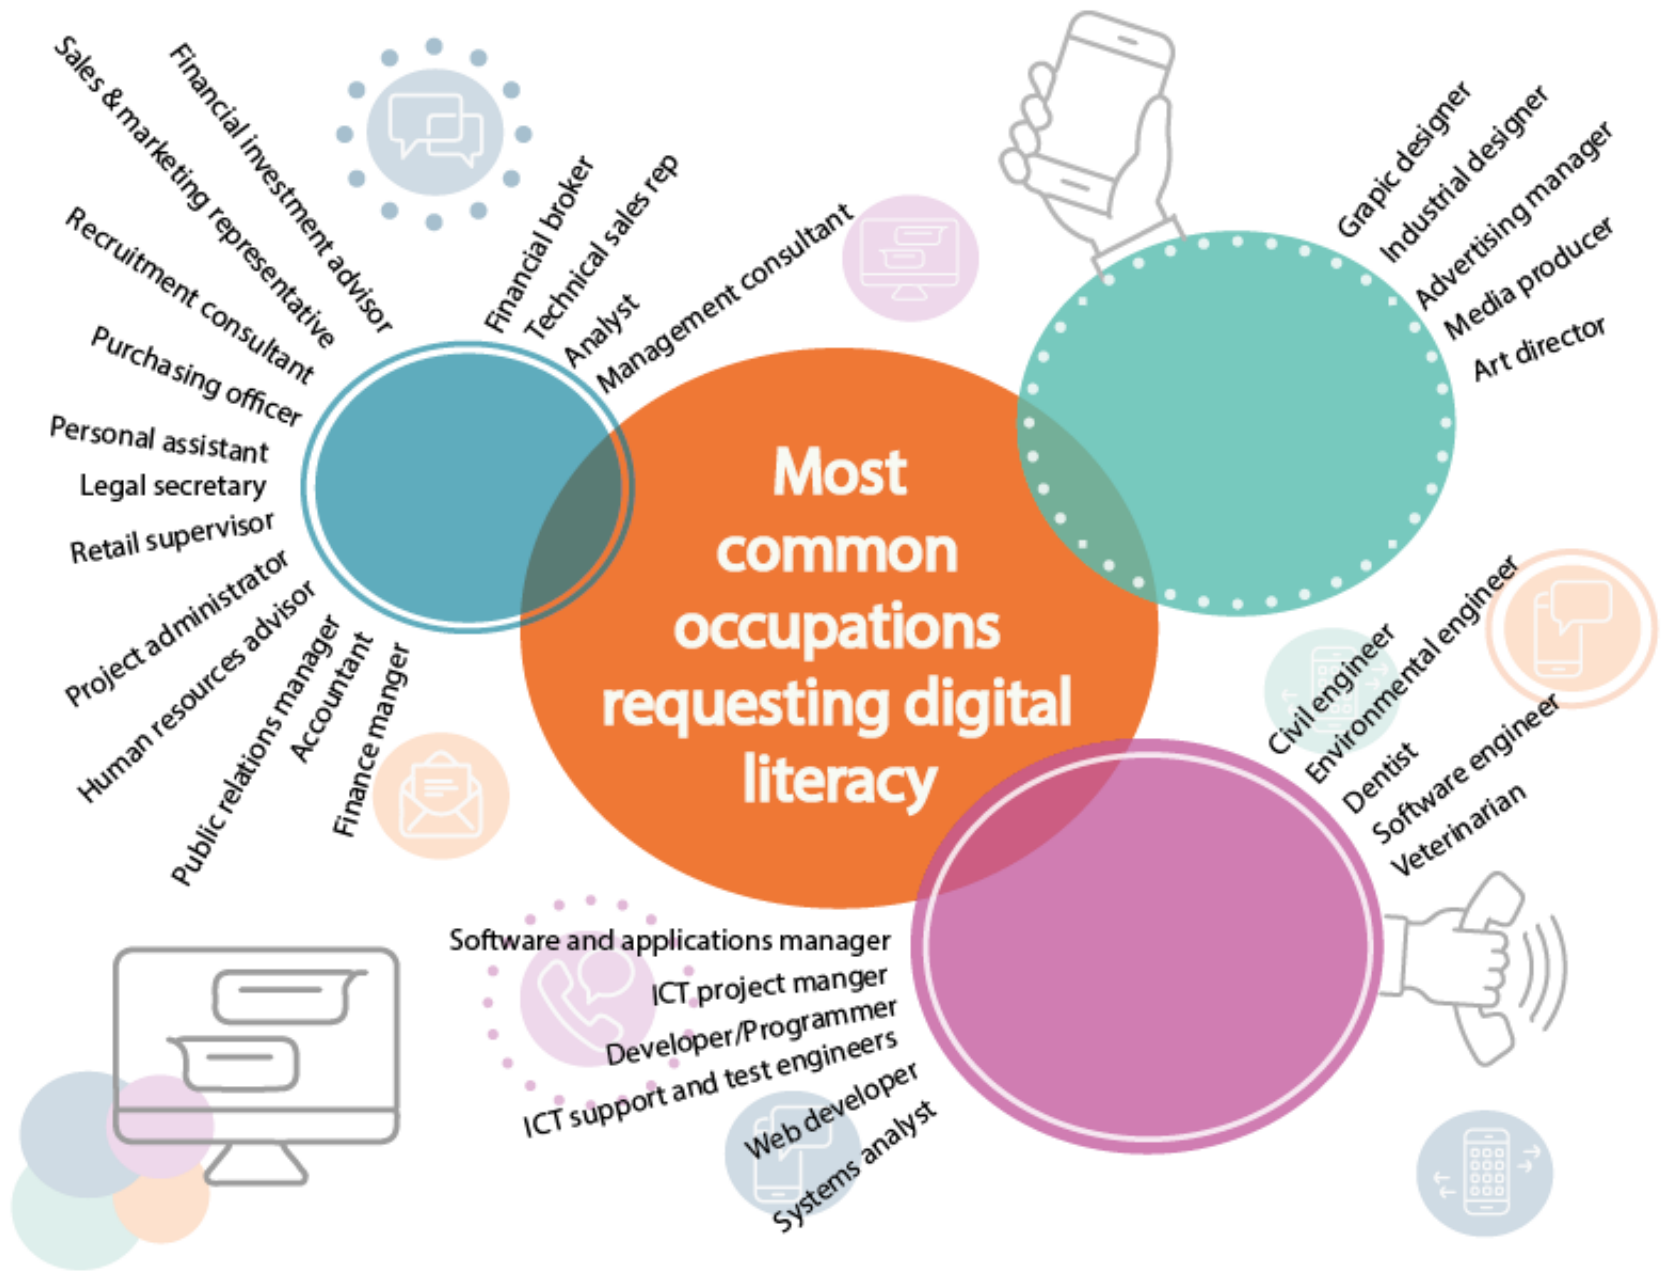 Sales & marketing representative
Financial investment advisor
Recruitment consultant
Purchasing officer
Personal assistant
Legal secretary
Retail supervisor
Project administrator
Human resources advisor
Public relations manager
Accountant
Finance manger
Financial broker
Technical sales rep
Analyst
Management consultant
Most
common
occupations
requesting digital
literacy
Grapic designer
Industrial designer
Advertising manager
Media producer
Art director
Civil engineer
Environmental engineer
Dentist
Software engineer
Veterinarian
Software and applications manager
ICT project manger
Developer/Programmer
ICT support and test engineers
Web developer
Systems analyst